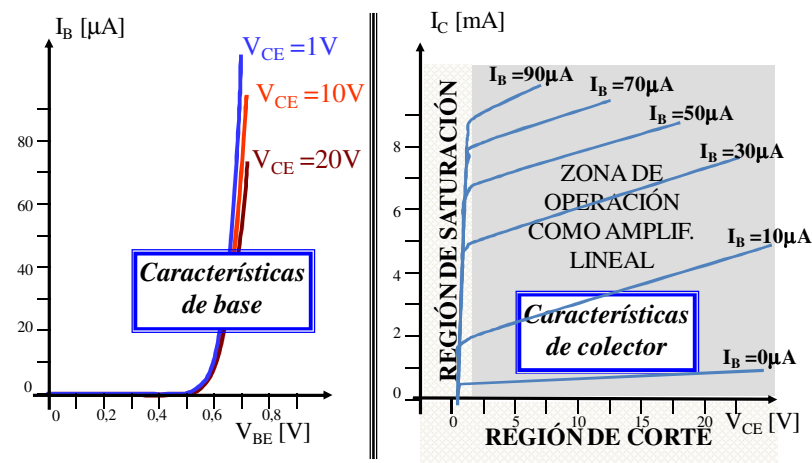 I_B [μA]
V_CE =1V
V_CE =10V
V_CE =20V
80
60
40
20
0
Características
de base
0
0,2
0,4
0,6
0,8
V_BE [V]
I_C [mA]
I_B =90μA
I_B =70μA
I_B =50μA
I_B =30μA
I_B =10μA
I_B =0μA
REGIÓN DE SATURACIÓN
ZONA DE
OPERACIÓN
COMO AMPLIF.
LINEAL
Características
de colector
8
6
4
2
0
0
5
10
15
20
V_CE [V]
REGIÓN DE CORTE